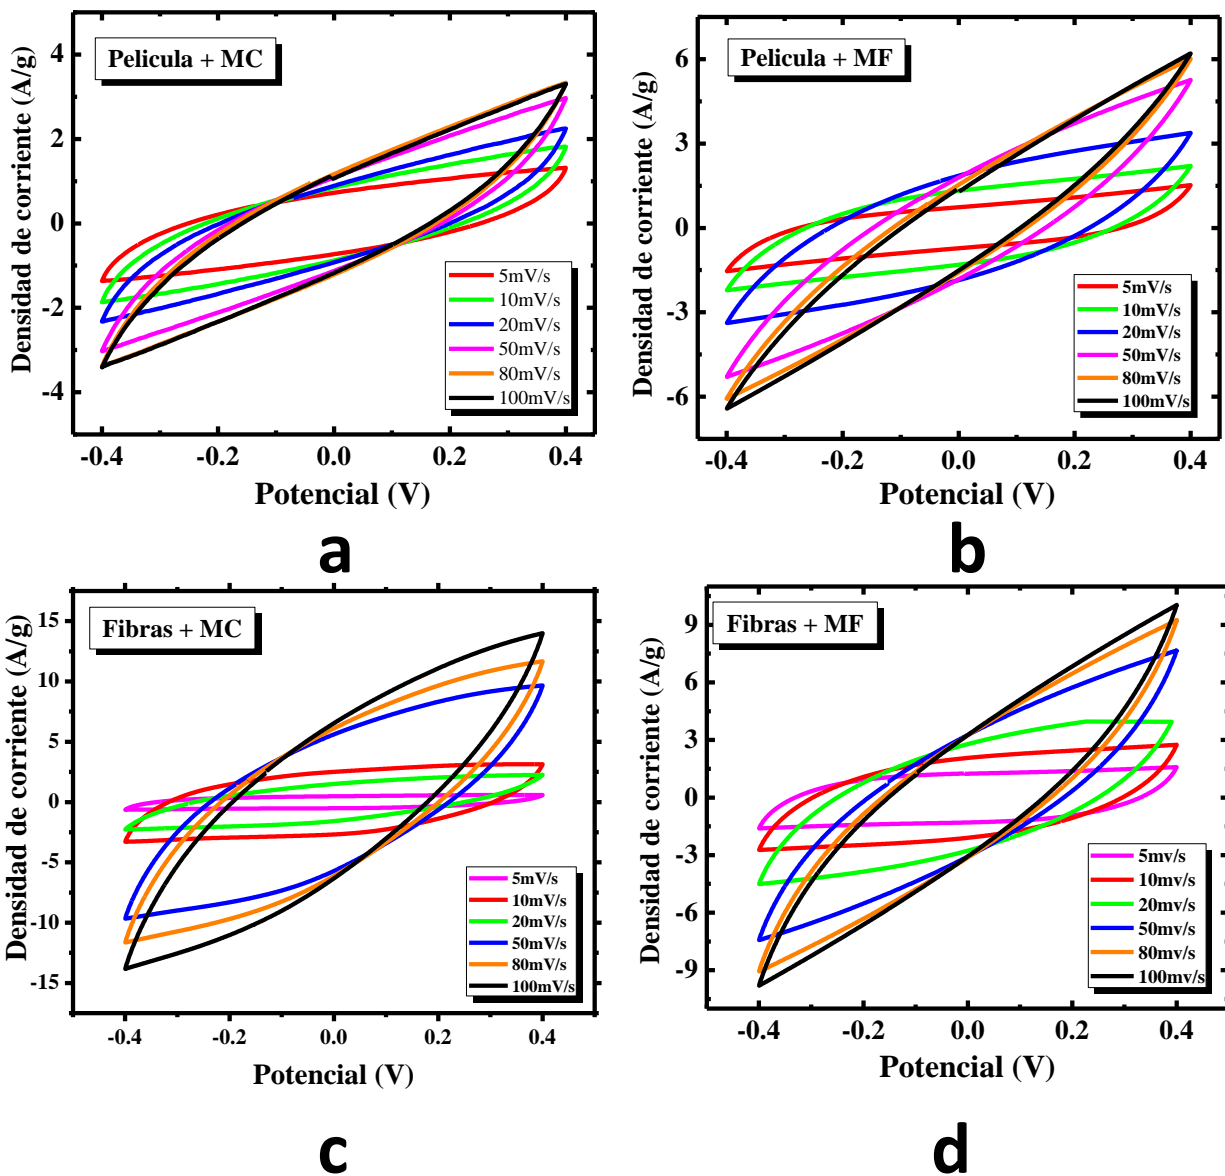 Pelicula + MC
Densidad de corriente (A/g)
4
2
0
-2
-4
5mV/s
10mV/s
20mV/s
50mV/s
80mV/s
100mV/s
-0.4 -0.2 0.0 0.2 0.4
Potencial (V)
a
Pelicula + MF
Densidad de corriente (A/g)
6
3
0
-3
-6
5mV/s
10mV/s
20mV/s
50mV/s
80mV/s
100mV/s
-0.4 -0.2 0.0 0.2 0.4
Potencial (V)
b
Fibras + MC
Densidad de corriente (A/g)
15
10
5
0
-5
-10
-15
5mV/s
10mV/s
20mV/s
50mV/s
80mV/s
100mV/s
-0.4 -0.2 0.0 0.2 0.4
Potencial (V)
c
Fibras + MF
Densidad de corriente (A/g)
9
6
3
0
-3
-6
-9
5mv/s
10mv/s
20mv/s
50mv/s
80mv/s
100mv/s
-0.4 -0.2 0.0 0.2 0.4
Potencial (V)
d